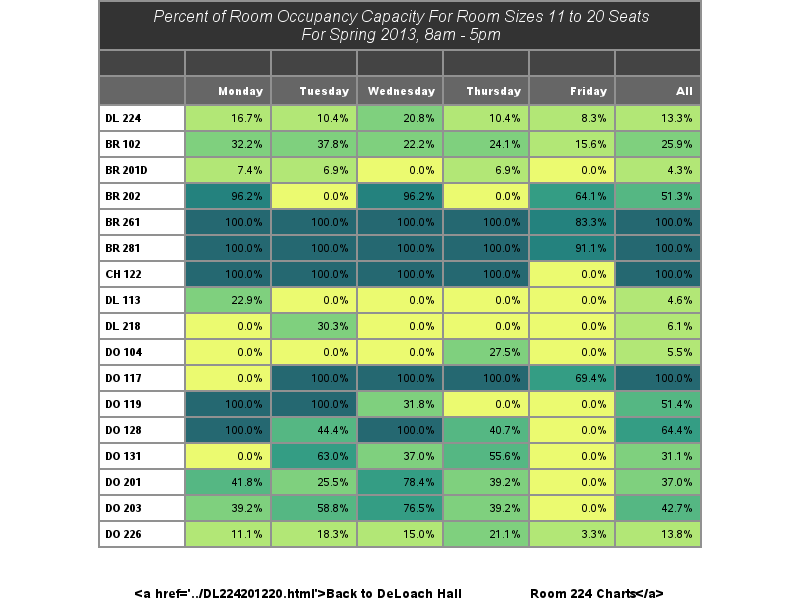 Percent of Room Occupancy Capacity For Room Sizes 11 to 20 Seats
For Spring 2013, 8am - 5pm
Monday Tuesday Wednesday Thursday Friday All
DL 224 16.7% 10.4% 20.8% 10.4% 8.3% 13.3%
BR 102 32.2% 37.8% 22.2% 24.1% 15.6% 25.9%
BR 201D 7.4% 6.9% 0.0% 6.9% 0.0% 4.3%
BR 202 96.2% 0.0% 96.2% 0.0% 64.1% 51.3%
BR 261 100.0% 100.0% 100.0% 100.0% 83.3% 100.0%
BR 281 100.0% 100.0% 100.0% 100.0% 91.1% 100.0%
CH 122 100.0% 100.0% 100.0% 100.0% 0.0% 100.0%
DL 113 22.9% 0.0% 0.0% 0.0% 0.0% 4.6%
DL 218 0.0% 30.3% 0.0% 0.0% 0.0% 6.1%
DO 104 0.0% 0.0% 0.0% 27.5% 0.0% 5.5%
DO 117 0.0% 100.0% 100.0% 100.0% 69.4% 100.0%
DO 119 100.0% 100.0% 31.8% 0.0% 0.0% 51.4%
DO 128 100.0% 44.4% 100.0% 40.7% 0.0% 64.4%
DO 131 0.0% 63.0% 37.0% 55.6% 0.0% 31.1%
DO 201 41.8% 25.5% 78.4% 39.2% 0.0% 37.0%
DO 203 39.2% 58.8% 76.5% 39.2% 0.0% 42.7%
DO 226 11.1% 18.3% 15.0% 21.1% 3.3% 13.8%
<a href='../DL224201220.html'>Back to DeLoach Hall Room 224 Charts</a>